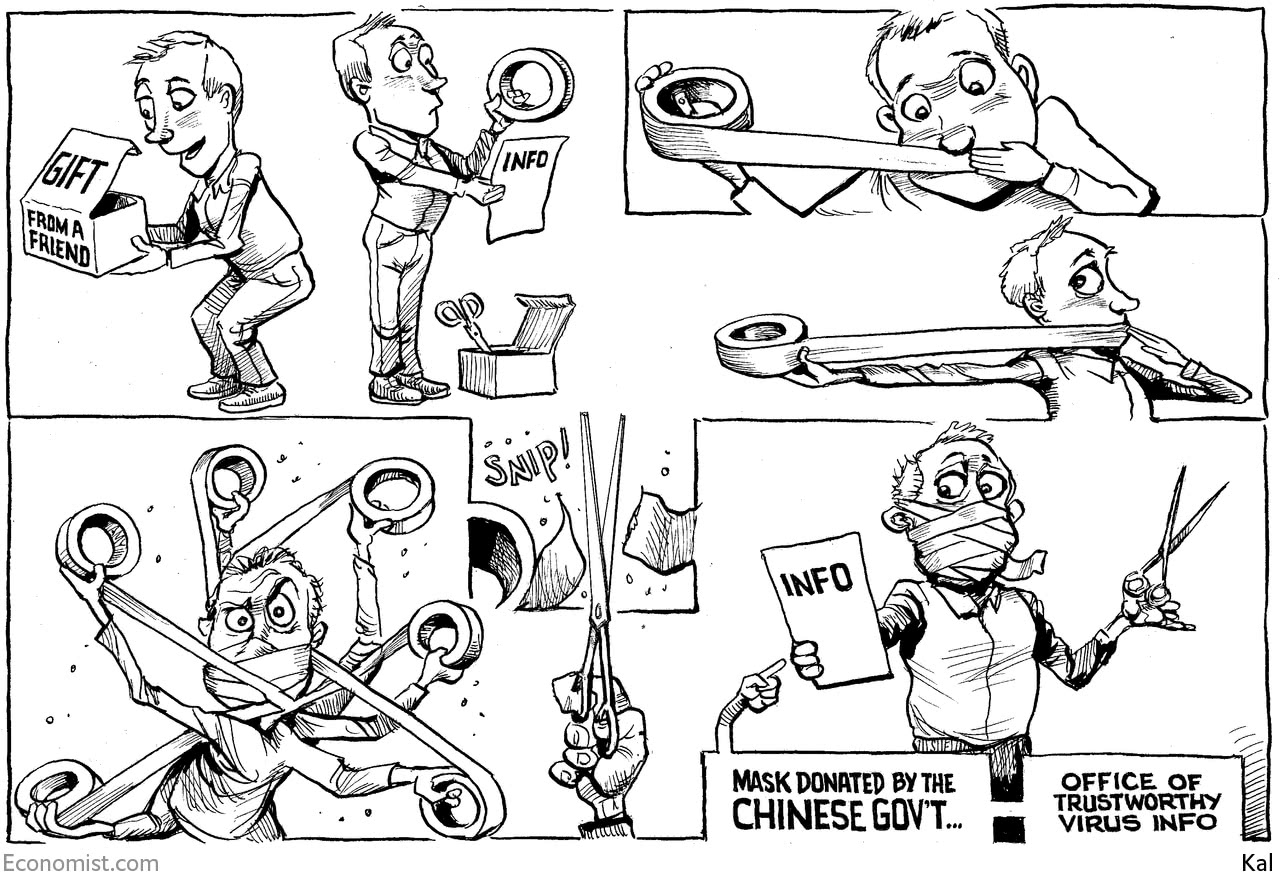 GIFT
FROM A
FRIEND
INFO
SNIP!
INFO
MASK DONATED BY THE
CHINESE GOV'T...
OFFICE OF
TRUSTWORTHY
VIRUS INFO
Economist.com
Kal